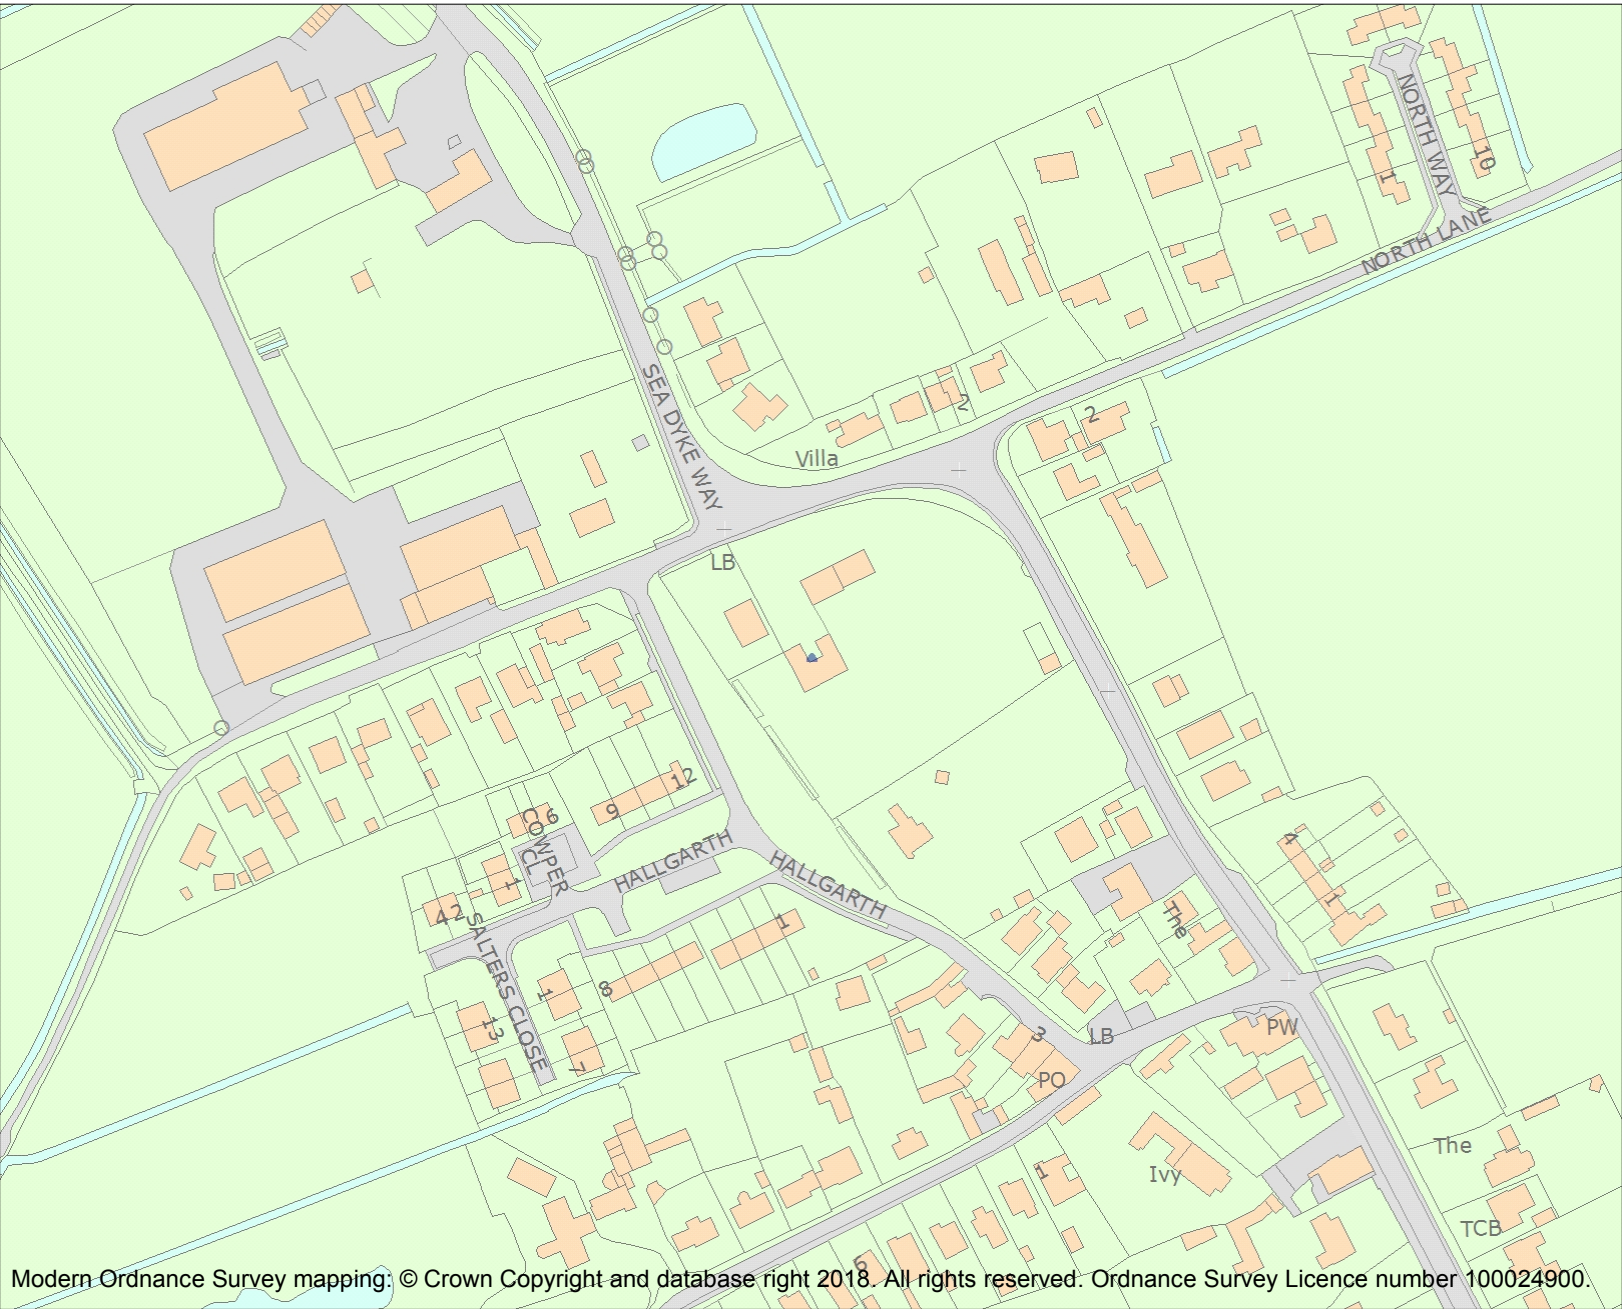 NORTH WAY
10
1
NORTH LANE
SEA DYKE WAY
2
2
Villa
LB
12
9
6
COWPER
CL
HALLGARTH
HALLGARTH
4
1
1
42
The
SALTERS CLOSE
1
1
8
13
7
3
LB
PW
PO
The
1
Ivy
TCB
6
Modern Ordnance Survey mapping: © Crown Copyright and database right 2018. All rights reserved. Ordnance Survey Licence number 100024900.